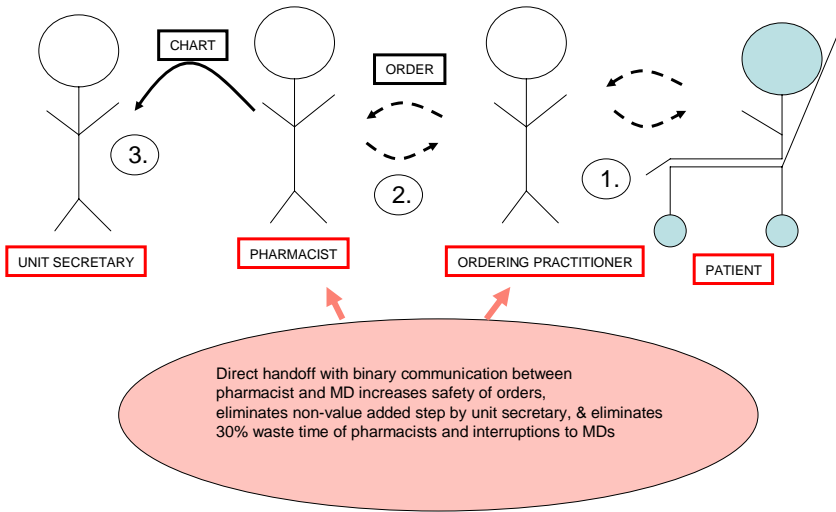 CHART
ORDER
3.
2.
1.
UNIT SECRETARY
PHARMACIST
ORDERING PRACTITIONER
PATIENT
Direct handoff with binary communication between
pharmacist and MD increases safety of orders,
eliminates non-value added step by unit secretary, & eliminates
30% waste time of pharmacists and interruptions to MDs